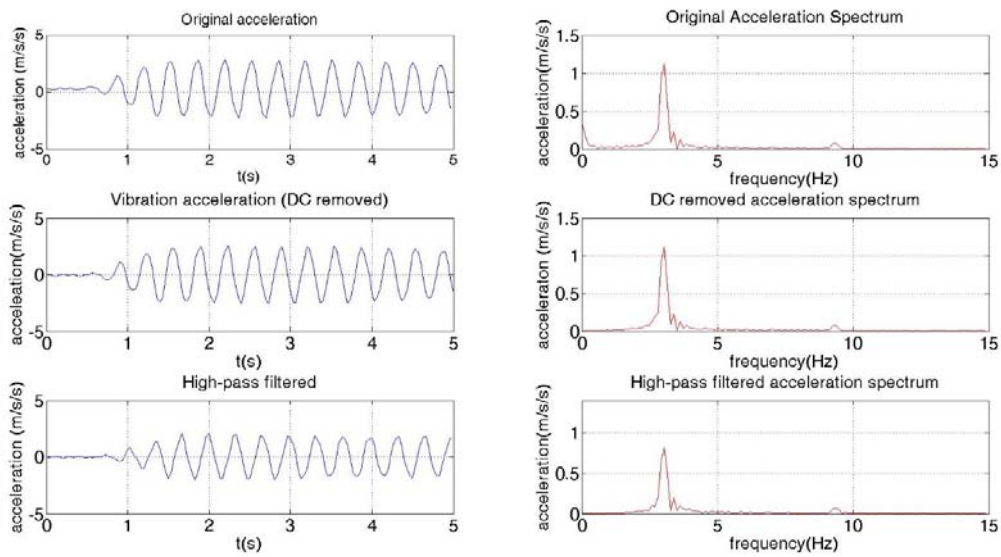 Original acceleration
acceleration (m/s/s)
5
0
-5
0 1 2 3 4 5
t(s)
Original Acceleration Spectrum
acceleration(m/s/s)
1.5
1
0.5
0
0 5 10 15
frequency(Hz)
Vibration acceleration (DC removed)
acceleation(m/s/s)
5
0
-5
0 1 2 3 4 5
t(s)
DC removed acceleration spectrum
acceleraton (m/s/s)
1.5
1
0.5
0
0 5 10 15
frequency(Hz)
High-pass filtered
acceleration (m/s/s)
5
0
-5
0 1 2 3 4 5
t(s)
High-pass filtered acceleration spectrum
acceleration(m/s/s)
1
0.5
0
0 5 10 15
frequency(Hz)